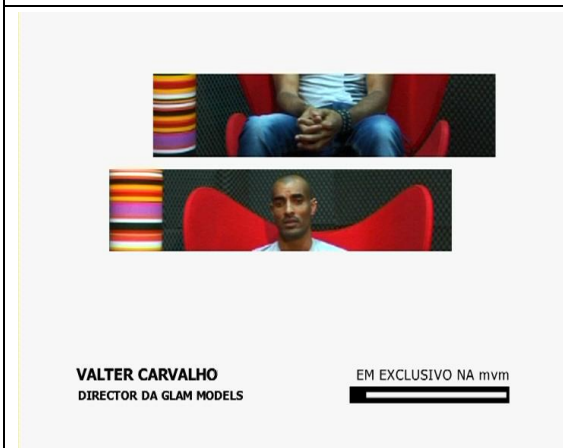 VALTER CARVALHO
DIRECTOR DA GLAM MODELS
EM EXCLUSIVO NA mvm